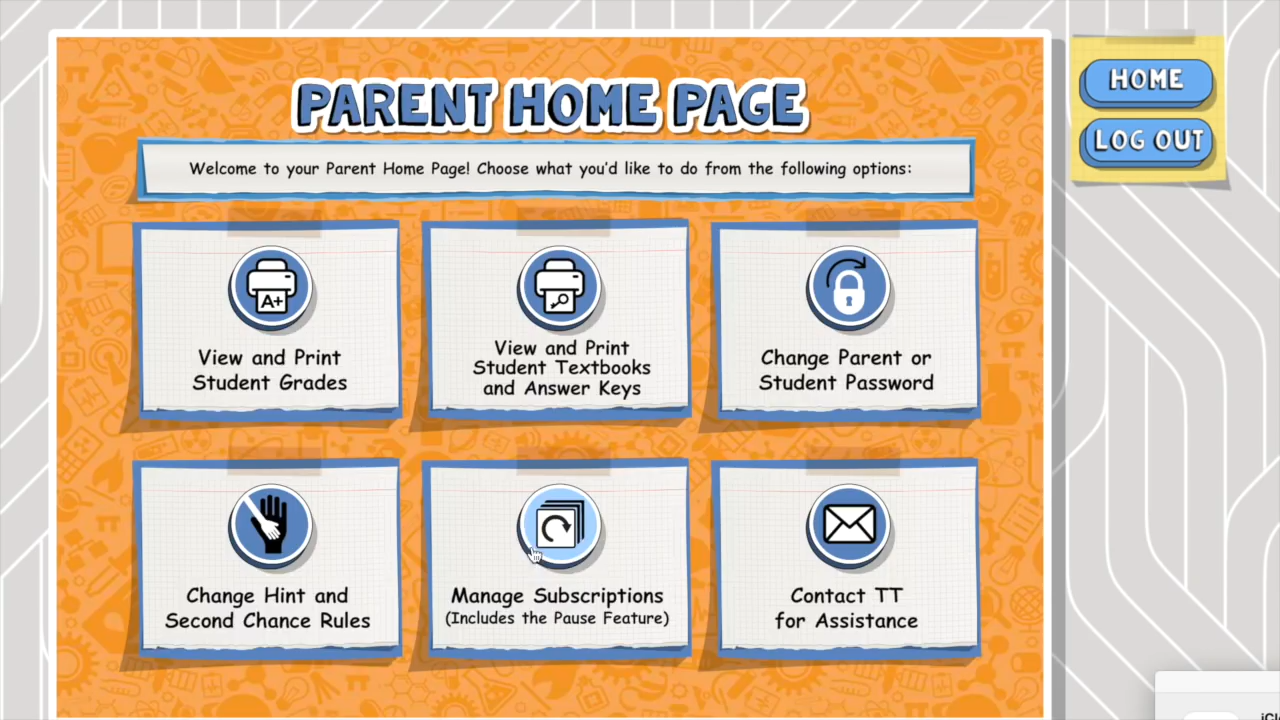 PARENT HOME PAGE
HOME
LOG OUT
Welcome to your Parent Home Page! Choose what you'd like to do from the following options:
A+
View and Print
Student Grades
View and Print
Student Textbooks
and Answer Keys
Change Parent or
Student Password
Change Hint and
Second Chance Rules
Manage Subscriptions
(Includes the Pause Feature)
Contact TT
for Assistance